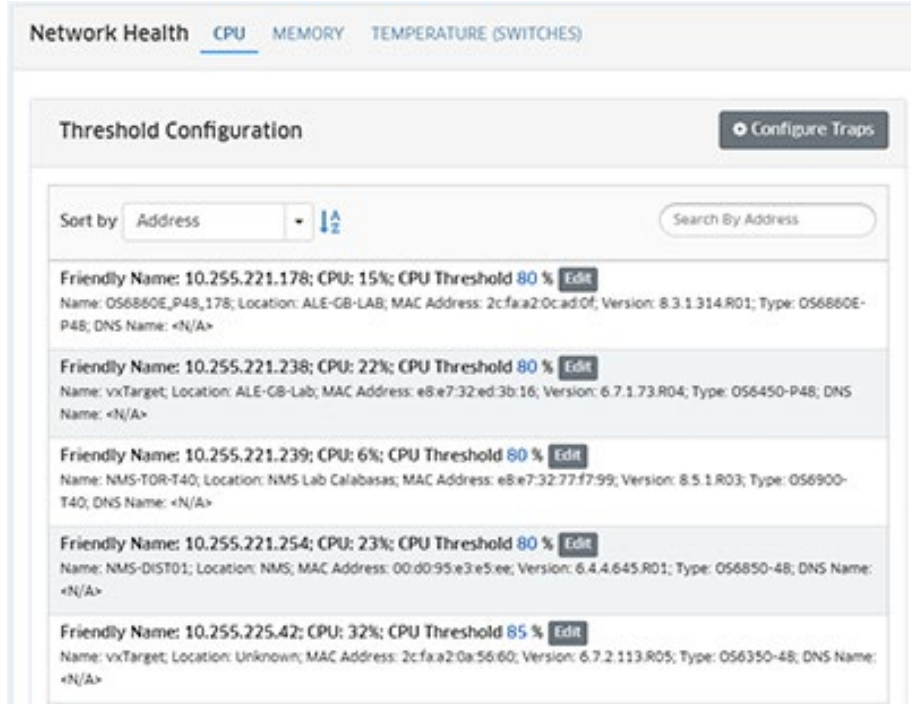 Network Health CPU MEMORY TEMPERATURE (SWITCHES)
Threshold Configuration
Configure Traps
Sort by Address
Search By Address
Friendly Name: 10.255.221.178; CPU: 15%; CPU Threshold 80 % Edit
Name: OS6860E_P48_178; Location: ALE-GB-LAB; MAC Address: 2c:fa:a2:0c:ad:0f; Version: 8.3.1.314.R01; Type: OS6860E-
P48; DNS Name: <N/A>
Friendly Name: 10.255.221.238; CPU: 22%; CPU Threshold 80 % Edit
Name: vxTarget; Location: ALE-GB-Lab; MAC Address: e8:e7:32:ed:3b:16; Version: 6.7.1.73.R04; Type: OS6450-P48; DNS
Name: <N/A>
Friendly Name: 10.255.221.239; CPU: 6%; CPU Threshold 80 % Edit
Name: NMS-TOR-T40; Location: NMS Lab Calabasas; MAC Address: e8:e7:32:77:f7:99; Version: 8.5.1.R03; Type: OS6900-
T40; DNS Name: <N/A>
Friendly Name: 10.255.221.254; CPU: 23%; CPU Threshold 80 % Edit
Name: NMS-DIST01; Location: NMS; MAC Address: 00:d0:95:e3:e5:ee; Version: 6.4.4.645.R01; Type: OS6850-48; DNS Name:
<N/A>
Friendly Name: 10.255.225.42; CPU: 32%; CPU Threshold 85 % Edit
Name: vxTarget; Location: Unknown; MAC Address: 2c:fa:a2:0a:56:60; Version: 6.7.2.113.R05; Type: OS6350-48; DNS Name:
<N/A>